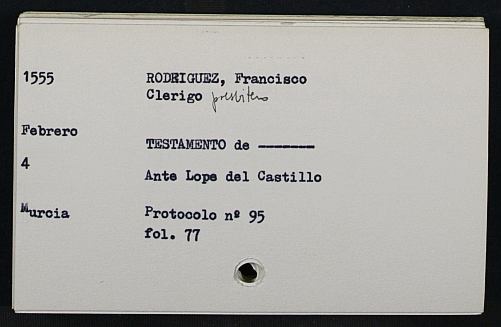 1555 RODRIGUEZ, Francisco
Clerigo presbitero
Febrero
TESTAMENTO de -------
4
Ante Lope del Castillo
Murcia Protocolo nº 95
fol. 77